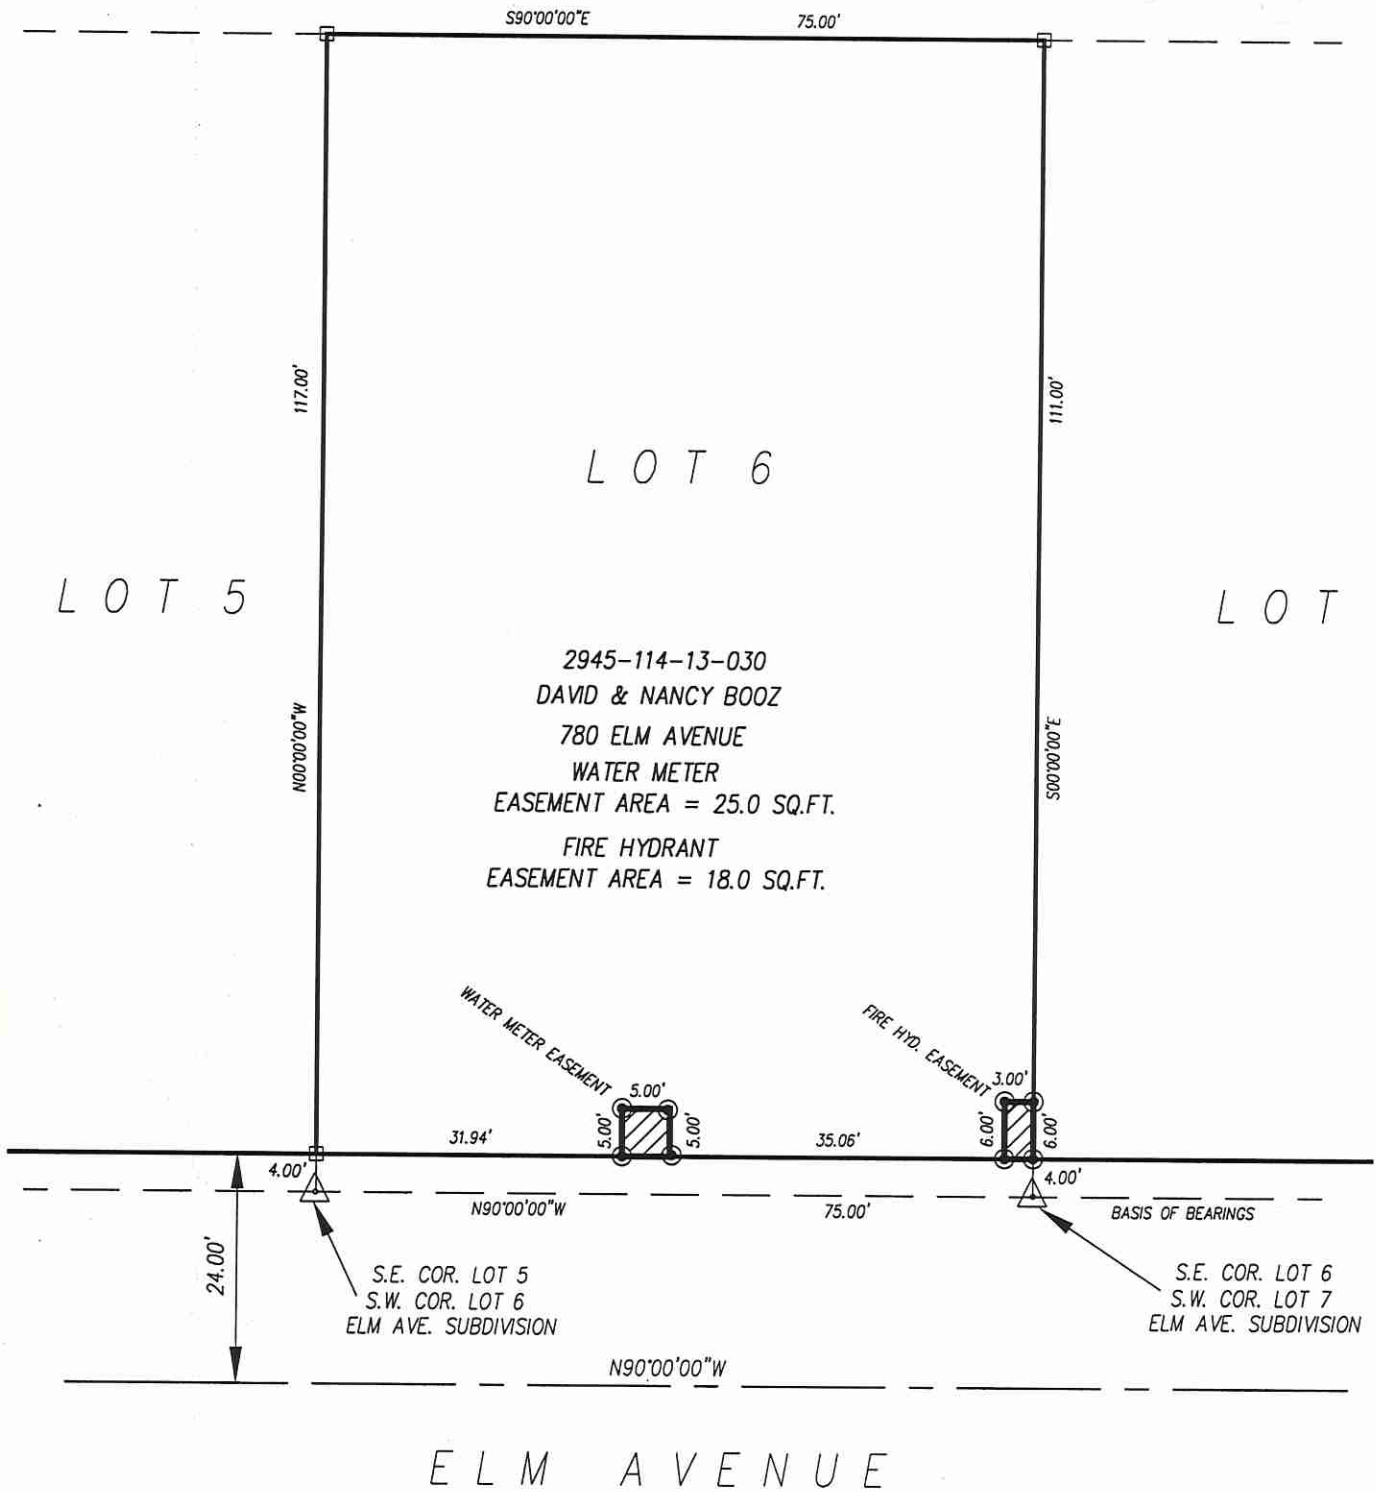 S90°00'00"E 75.00'
117.00'
111.00'
LOT 6
LOT 5
LOT
N00°00'00"W
S00°00'00"E
2945-114-13-030
DAVID & NANCY BOOZ
780 ELM AVENUE
WATER METER
EASEMENT AREA = 25.0 SQ.FT.
FIRE HYDRANT
EASEMENT AREA = 18.0 SQ.FT.
WATER METER EASEMENT
FIRE HYD. EASEMENT
5.00'
3.00'
5.00'
5.00'
6.00'
6.00'
31.94'
35.06'
4.00'
4.00'
N90°00'00"W
75.00'
BASIS OF BEARINGS
24.00'
S.E. COR. LOT 5
S.W. COR. LOT 6
ELM AVE. SUBDIVISION
S.E. COR. LOT 6
S.W. COR. LOT 7
ELM AVE. SUBDIVISION
N90°00'00"W
ELM AVENUE